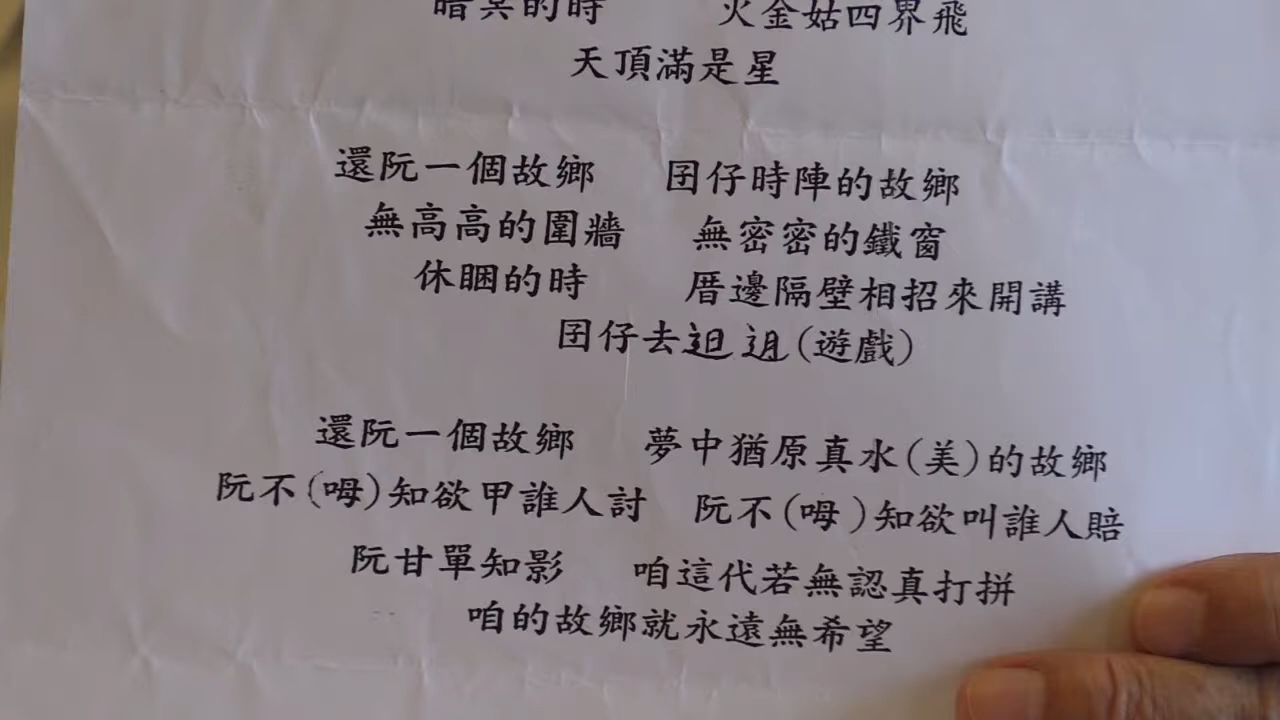 暗冥的時　火金姑四界飛
天頂滿是星
還阮一個故鄉　囝仔時陣的故鄉
無高高的圍牆　無密密的鐵窗
休睏的時　厝邊隔壁相招來開講
囝仔去𨑨迌(遊戲)
還阮一個故鄉　夢中猶原真水(美)的故鄉
阮不(呣)知欲甲誰人討　阮不(呣)知欲叫誰人賠
阮甘單知影　咱這代若無認真打拼
咱的故鄉就永遠無希望